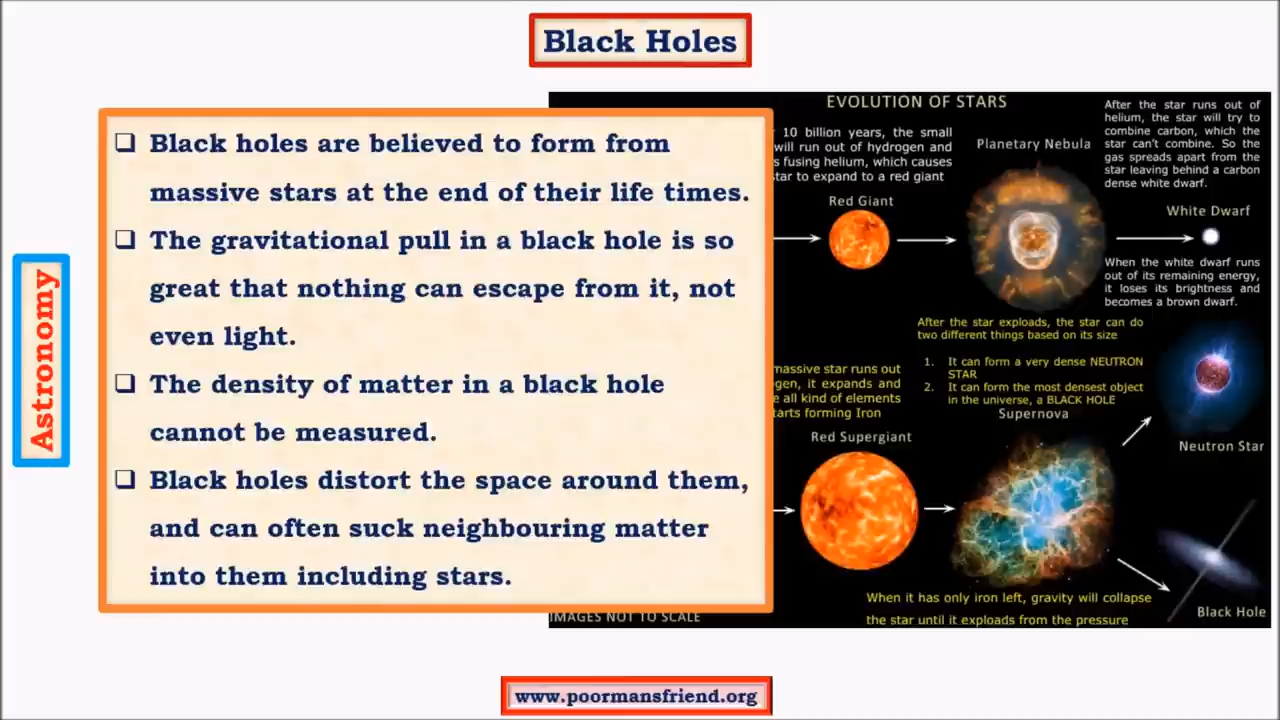 Black Holes
Astronomy
❑ Black holes are believed to form from
massive stars at the end of their life times.
❑ The gravitational pull in a black hole is so
great that nothing can escape from it, not
even light.
❑ The density of matter in a black hole
cannot be measured.
❑ Black holes distort the space around them,
and can often suck neighbouring matter
into them including stars.
EVOLUTION OF STARS
10 billion years, the small
will run out of hydrogen and
fusing helium, which causes
star to expand to a red giant
Red Giant
Planetary Nebula
After the star runs out of
helium, the star will try to
combine carbon, which the
star can't combine. So the
gas spreads apart from the
star leaving behind a carbon
dense white dwarf.
White Dwarf
When the white dwarf runs
out of its remaining energy,
it loses its brightness and
becomes a brown dwarf.
After the star exploads, the star can do
two different things based on its size
1. It can form a very dense NEUTRON
STAR
2. It can form the most densest object
in the universe, a BLACK HOLE
massive star runs out
it expands and
all kind of elements
starts forming Iron
Red Supergiant
Supernova
Neutron Star
Black Hole
When it has only iron left, gravity will collapse
the star until it exploads from the pressure
IMAGES NOT TO SCALE
www.poormansfriend.org